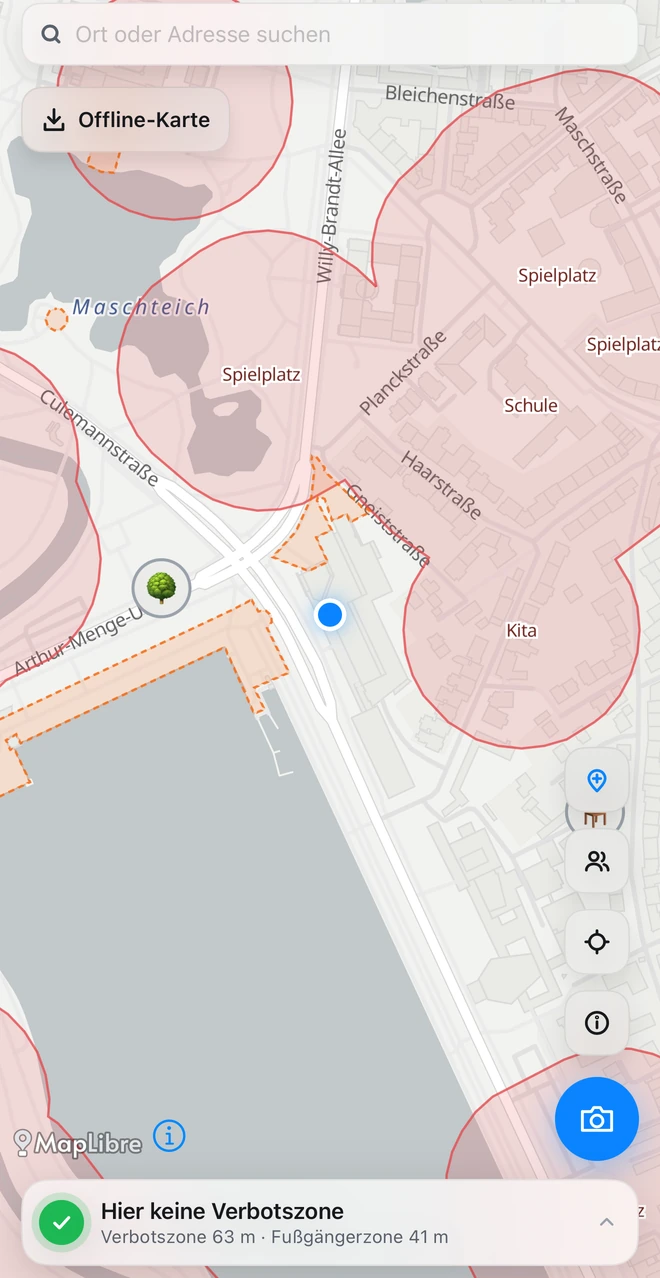 Ort oder Adresse suchen
Offline-Karte
Bleichenstraße
Maschstraße
Willy-Brandt-Allee
Spielplatz
Maschteich
Spielplatz
Spielplatz
Planckstraße
Schule
Culemannstraße
Haarstraße
Gneiststraße
Arthur-Menge-U
Kita
MapLibre
Hier keine Verbotszone
Verbotszone 63 m · Fußgängerzone 41 m
z